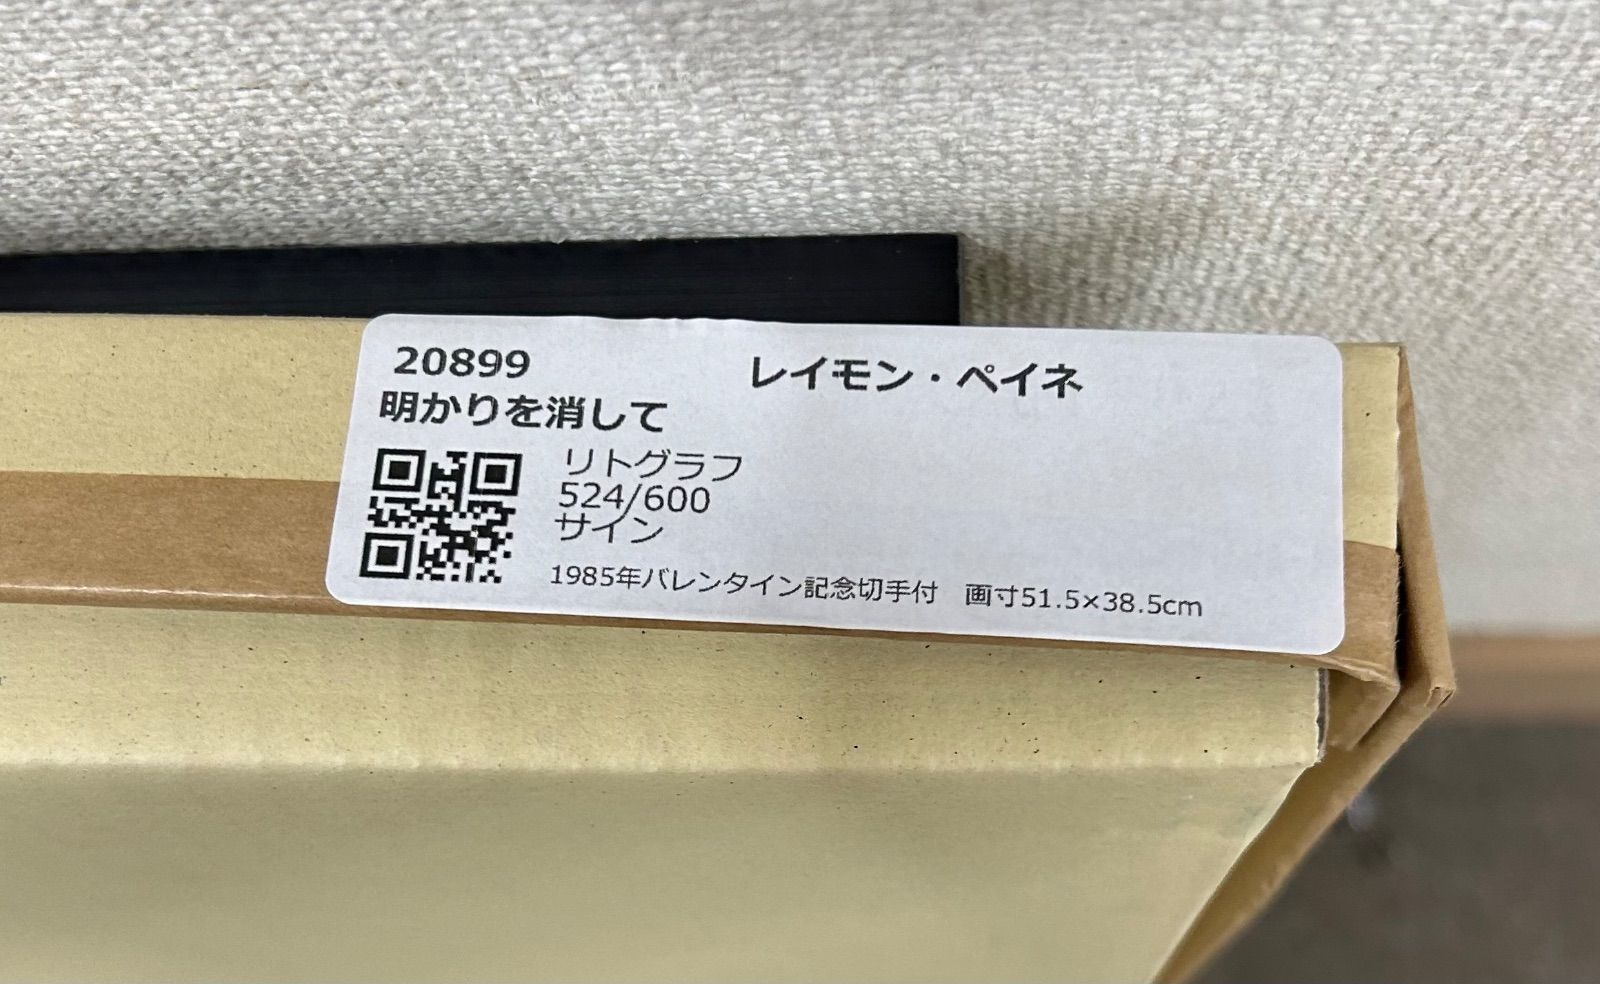 20899 レイモン・ペイネ
明かりを消して
リトグラフ
524/600
サイン
1985年バレンタイン記念切手付 画寸51.5×38.5cm